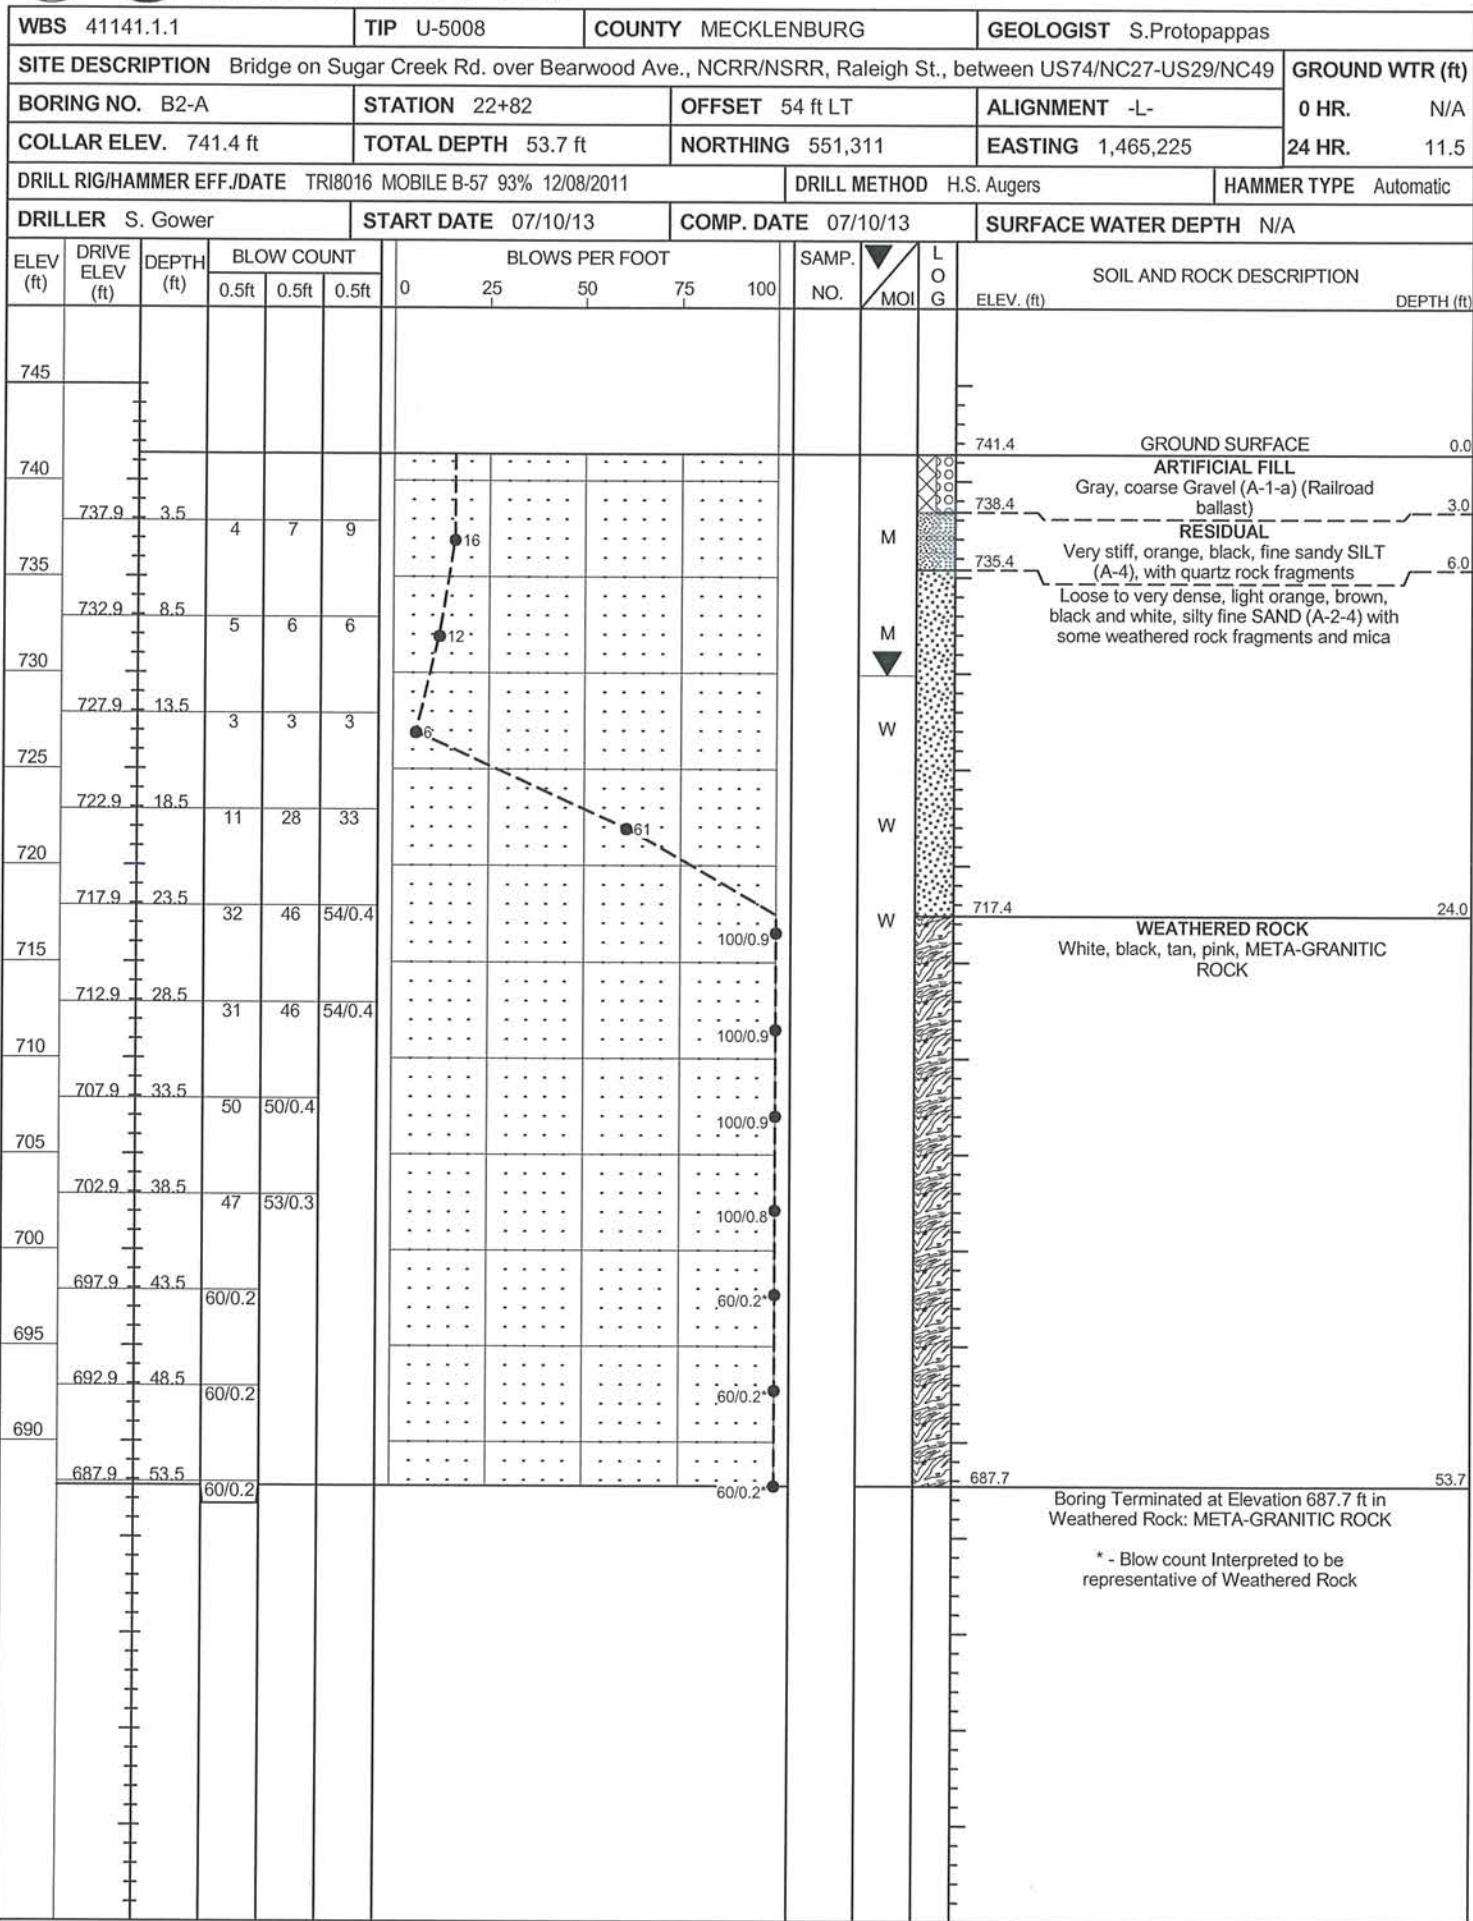 WBS 41141.1.1 TIP U-5008 COUNTY MECKLENBURG GEOLOGIST S.Protopappas
SITE DESCRIPTION Bridge on Sugar Creek Rd. over Bearwood Ave., NCRR/NSRR, Raleigh St., between US74/NC27-US29/NC49 GROUND WTR (ft)
BORING NO. B2-A STATION 22+82 OFFSET 54 ft LT ALIGNMENT -L- 0 HR. N/A
COLLAR ELEV. 741.4 ft TOTAL DEPTH 53.7 ft NORTHING 551,311 EASTING 1,465,225 24 HR. 11.5
DRILL RIG/HAMMER EFF./DATE TRI8016 MOBILE B-57 93% 12/08/2011 DRILL METHOD H.S. Augers HAMMER TYPE Automatic
DRILLER S. Gower START DATE 07/10/13 COMP. DATE 07/10/13 SURFACE WATER DEPTH N/A
ELEV (ft) DRIVE ELEV (ft) DEPTH (ft) BLOW COUNT BLOWS PER FOOT SAMP. NO. MOI LOG SOIL AND ROCK DESCRIPTION
0.5ft 0.5ft 0.5ft 0 25 50 75 100 ELEV. (ft) DEPTH (ft)
745
741.4 GROUND SURFACE 0.0
740
ARTIFICIAL FILL
Gray, coarse Gravel (A-1-a) (Railroad
ballast)
738.4 3.0
737.9 3.5 4 7 9 16 M
RESIDUAL
Very stiff, orange, black, fine sandy SILT
(A-4), with quartz rock fragments
735 735.4 6.0
Loose to very dense, light orange, brown,
black and white, silty fine SAND (A-2-4) with
some weathered rock fragments and mica
732.9 8.5 5 6 6 12 M
730
727.9 13.5 3 3 3 6 W
725
722.9 18.5 11 28 33 61 W
720
717.9 23.5 32 46 54/0.4 100/0.9 W
717.4 24.0
WEATHERED ROCK
White, black, tan, pink, META-GRANITIC
ROCK
715
712.9 28.5 31 46 54/0.4 100/0.9
710
707.9 33.5 50 50/0.4 100/0.9
705
702.9 38.5 47 53/0.3 100/0.8
700
697.9 43.5 60/0.2 60/0.2*
695
692.9 48.5 60/0.2 60/0.2*
690
687.9 53.5 60/0.2 60/0.2*
687.7 53.7
Boring Terminated at Elevation 687.7 ft in
Weathered Rock: META-GRANITIC ROCK
* - Blow count Interpreted to be
representative of Weathered Rock